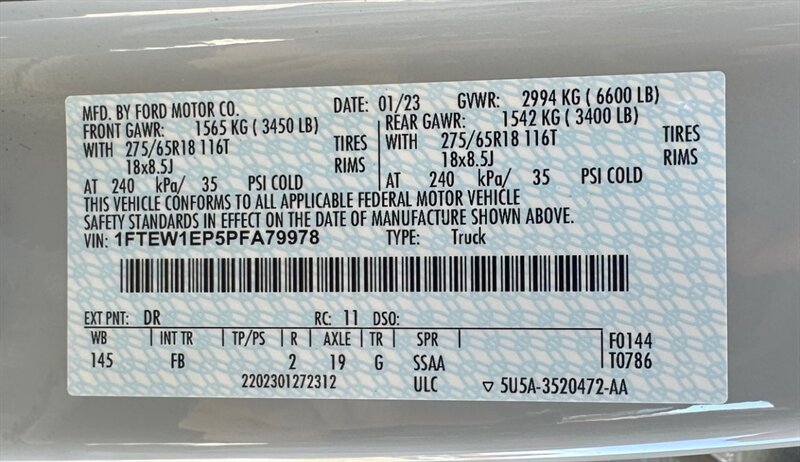 MFD. BY FORD MOTOR CO. DATE: 01/23 GVWR: 2994 KG ( 6600 LB)
FRONT GAWR: 1565 KG ( 3450 LB) REAR GAWR: 1542 KG ( 3400 LB)
WITH 275/65R18 116T TIRES WITH 275/65R18 116T TIRES
18x8.5J RIMS 18x8.5J RIMS
AT 240 kPa/ 35 PSI COLD AT 240 kPa/ 35 PSI COLD
THIS VEHICLE CONFORMS TO ALL APPLICABLE FEDERAL MOTOR VEHICLE
SAFETY STANDARDS IN EFFECT ON THE DATE OF MANUFACTURE SHOWN ABOVE.
VIN: 1FTEW1EP5PFA79978 TYPE: Truck
EXT PNT: DR RC: 11 DSO:
WB INT TR TP/PS R AXLE TR SPR F0144
145 FB 2 19 G SSAA T0786
2202301272312 ULC ▽ 5U5A-3520472-AA